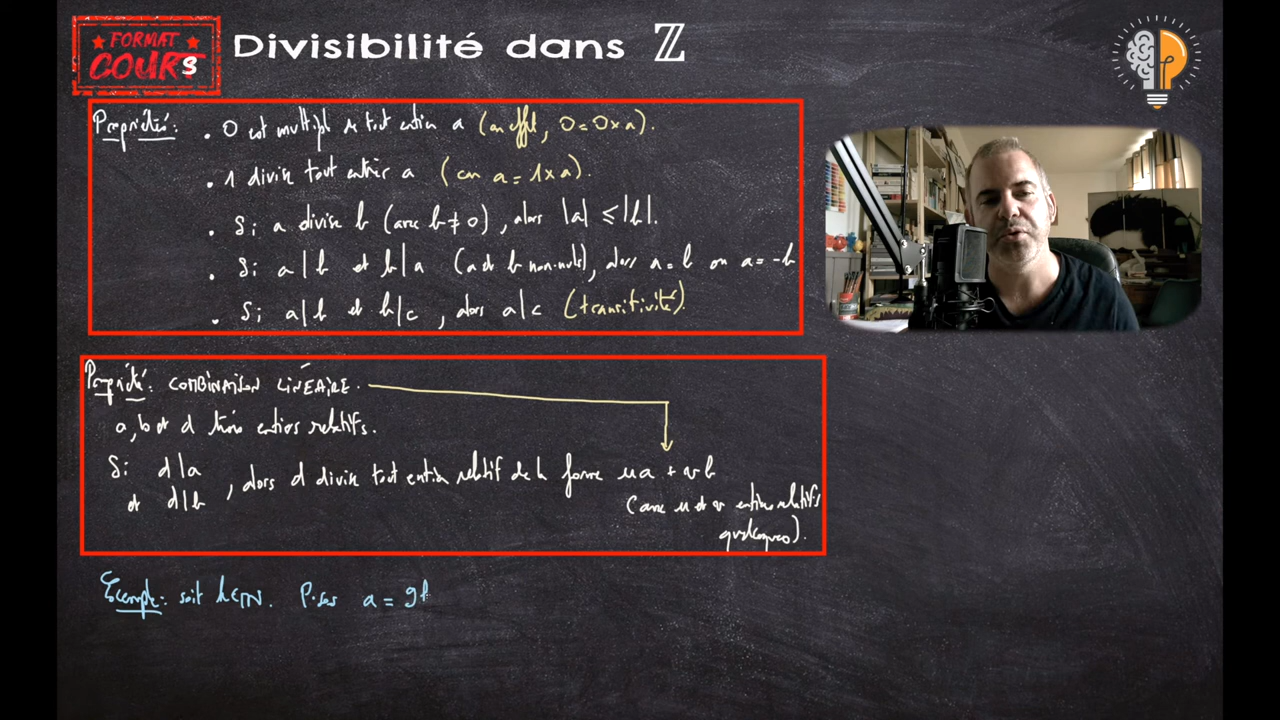 FORMAT COURS
Divisibilité dans ℤ
Propriétés : . 0 est multiple de tout entier a (en effet, 0 = 0 × a).
. 1 divise tout entier a (car a = 1 × a).
. Si a divise b (avec b ≠ 0), alors |a| ≤ |b|.
. Si a|b et b|a (a et b non-nuls), alors a = b ou a = -b
. Si a|b et b|c, alors a|c (transitivité).
Propriété : COMBINAISON LINÉAIRE.
a, b et d trois entiers relatifs.
Si d|a et d|b, alors d divise tout entier relatif de la forme ua + vb
(avec u et v entiers relatifs
quelconques).
Exemple : soit k∈ℕ. Posons a = 9k